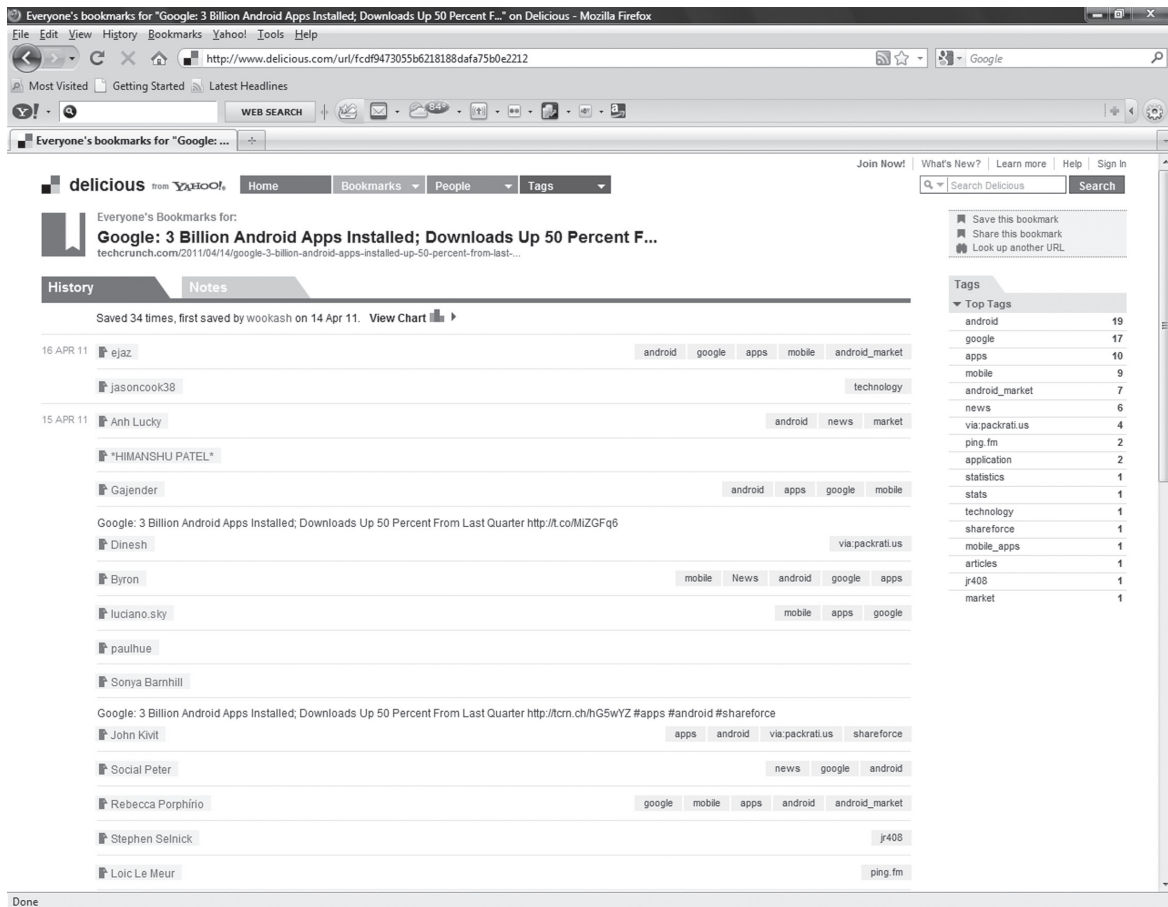 Everyone's bookmarks for "Google: 3 Billion Android Apps Installed; Downloads Up 50 Percent F..." on Delicious - Mozilla Firefox
File Edit View History Bookmarks Yahoo! Tools Help
http://www.delicious.com/url/fcdf9473055b6218188dafa75b0e2212
Google
Most Visited Getting Started Latest Headlines
Y! WEB SEARCH 84°
Everyone's bookmarks for "Google: ...
Join Now! What's New? Learn more Help Sign In
delicious from YAHOO! Home Bookmarks People Tags
Search Delicious Search
Everyone's Bookmarks for:
Google: 3 Billion Android Apps Installed; Downloads Up 50 Percent F...
techcrunch.com/2011/04/14/google-3-billion-android-apps-installed-up-50-percent-from-last-...
Save this bookmark
Share this bookmark
Look up another URL
History Notes
Saved 34 times, first saved by wookash on 14 Apr 11. View Chart
16 APR 11 ejaz android google apps mobile android_market
jasoncook38 technology
15 APR 11 Anh Lucky android news market
*HIMANSHU PATEL*
Gajender android apps google mobile
Google: 3 Billion Android Apps Installed; Downloads Up 50 Percent From Last Quarter http://t.co/MiZGFq6
Dinesh via:packrati.us
Byron mobile News android google apps
luciano.sky mobile apps google
paulhue
Sonya Barnhill
Google: 3 Billion Android Apps Installed; Downloads Up 50 Percent From Last Quarter http://tcrn.ch/hG5wYZ #apps #android #shareforce
John Kivit apps android via:packrati.us shareforce
Social Peter news google android
Rebecca Porphírio google mobile apps android android_market
Stephen Selnick jr408
Loic Le Meur ping.fm
Tags
Top Tags
android 19
google 17
apps 10
mobile 9
android_market 7
news 6
via:packrati.us 4
ping.fm 2
application 2
statistics 1
stats 1
technology 1
shareforce 1
mobile_apps 1
articles 1
jr408 1
market 1
Done